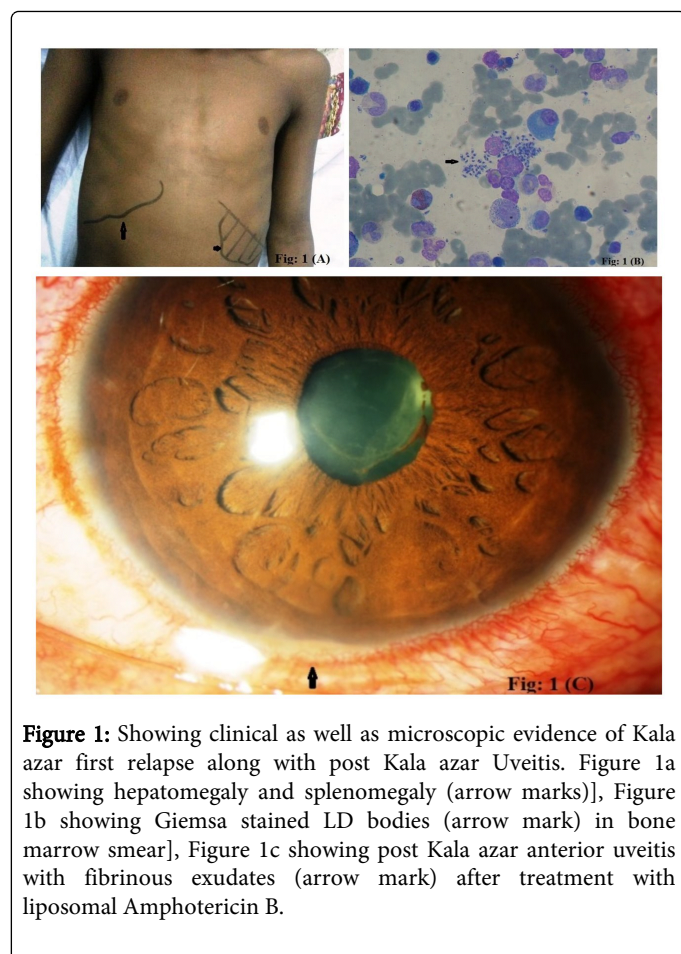 Fig: 1 (A)
Fig: 1 (B)
Fig: 1 (C)
Figure 1: Showing clinical as well as microscopic evidence of Kala
azar first relapse along with post Kala azar Uveitis. Figure 1a
showing hepatomegaly and splenomegaly (arrow marks)], Figure
1b showing Giemsa stained LD bodies (arrow mark) in bone
marrow smear], Figure 1c showing post Kala azar anterior uveitis
with fibrinous exudates (arrow mark) after treatment with
liposomal Amphotericin B.